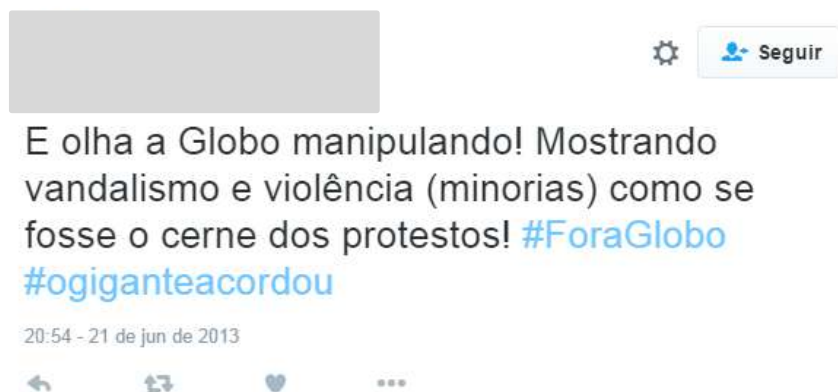 Seguir
E olha a Globo manipulando! Mostrando
vandalismo e violência (minorias) como se
fosse o cerne dos protestos! #ForaGlobo
#ogiganteacordou
20:54 - 21 de jun de 2013